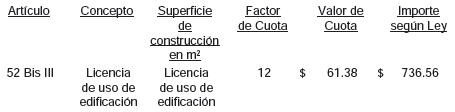 Artículo Concepto Superficie Factor Valor de Importe
de de Cuota Cuota según Ley
construcción
en m²
52 Bis III Licencia Licencia 12 $ 61.38 $ 736.56
de uso de de uso de
edificación edificación